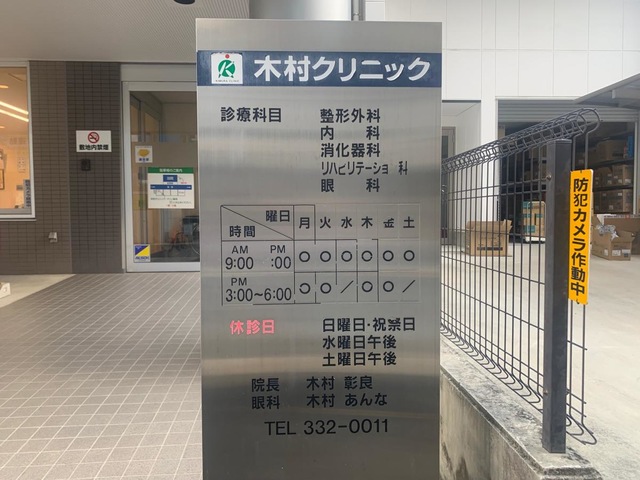 木村クリニック
診療科目 整形外科
内 科
消化器科
リハビリテーショ 科
眼 科
曜日 月 火 水 木 金 土
時間
AM PM
9:00 :00 ○ ○ ○ ○ ○ ○
PM
3:00~6:00 ○ ○ / ○ ○ /
休診日 日曜日・祝祭日
水曜日午後
土曜日午後
院長 木村 彰良
眼科 木村 あんな
TEL 332-0011
敷地内禁煙
防犯カメラ作動中